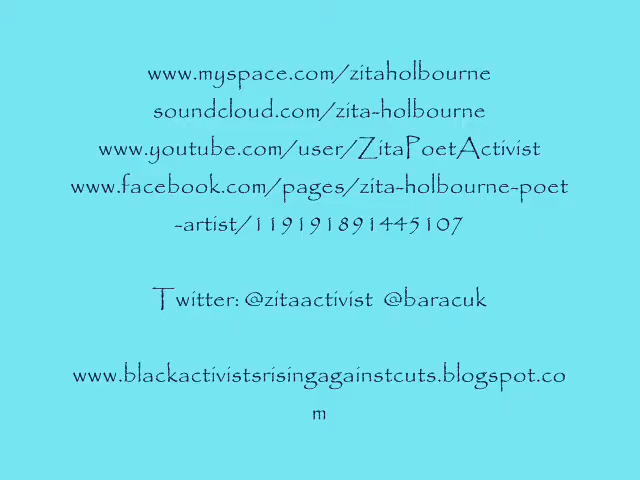 www.myspace.com/zitaholbourne
soundcloud.com/zita-holbourne
www.youtube.com/user/ZitaPoetActivist
www.facebook.com/pages/zita-holbourne-poet
-artist/119191891445107
Twitter: @zitaactivist @baracuk
www.blackactivistsrisingagainstcuts.blogspot.co
m